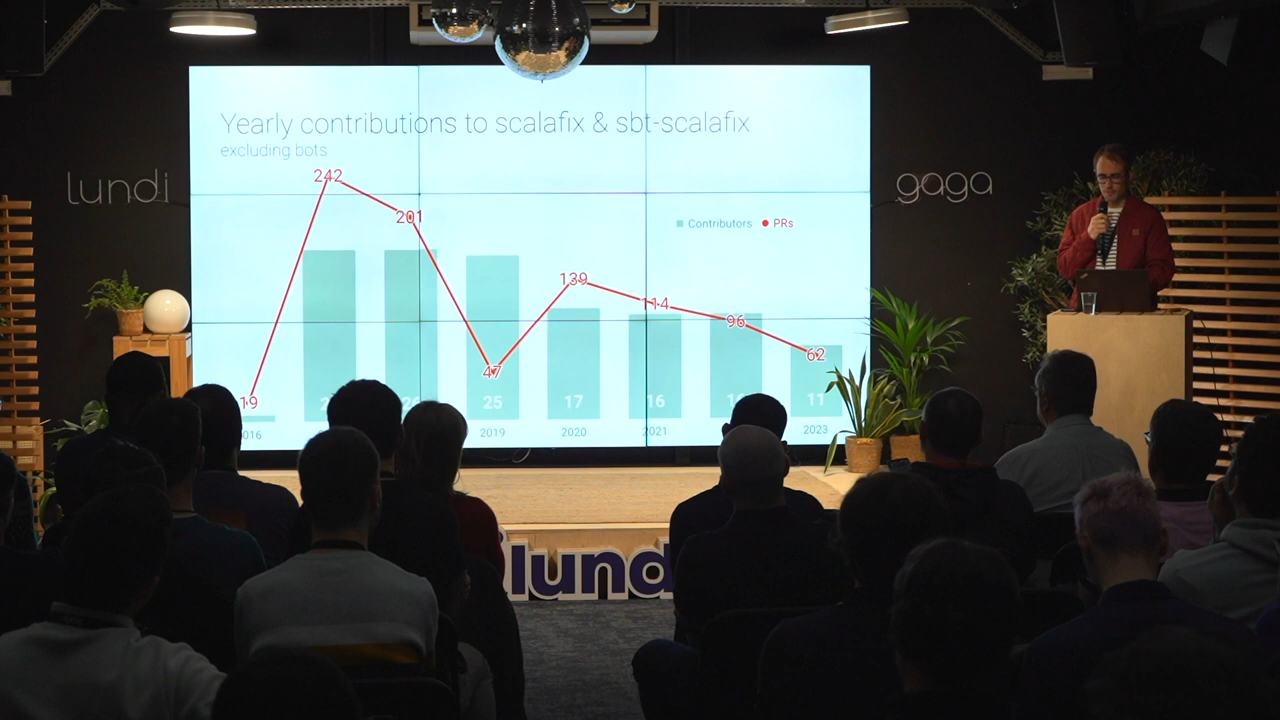 Yearly contributions to scalafix & sbt-scalafix
excluding bots
lundi
gaga
242
201
Contributors PRs
139
114
96
62
47
19
26
25
17
16
11
2019
2020
2021
2023
lund